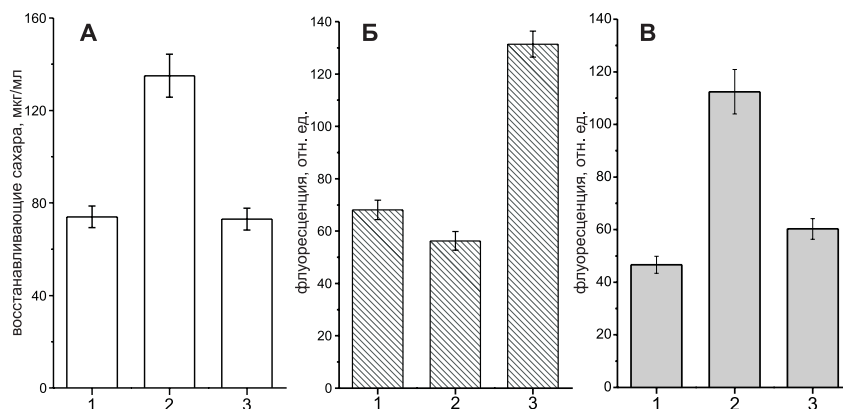 А
восстанавливающие сахара, мкг/мл
160
120
80
40
0
1 2 3
Б
флуоресценция, отн. ед.
140
120
100
80
60
40
20
0
1 2 3
В
флуоресценция, отн. ед.
140
120
100
80
60
40
20
0
1 2 3